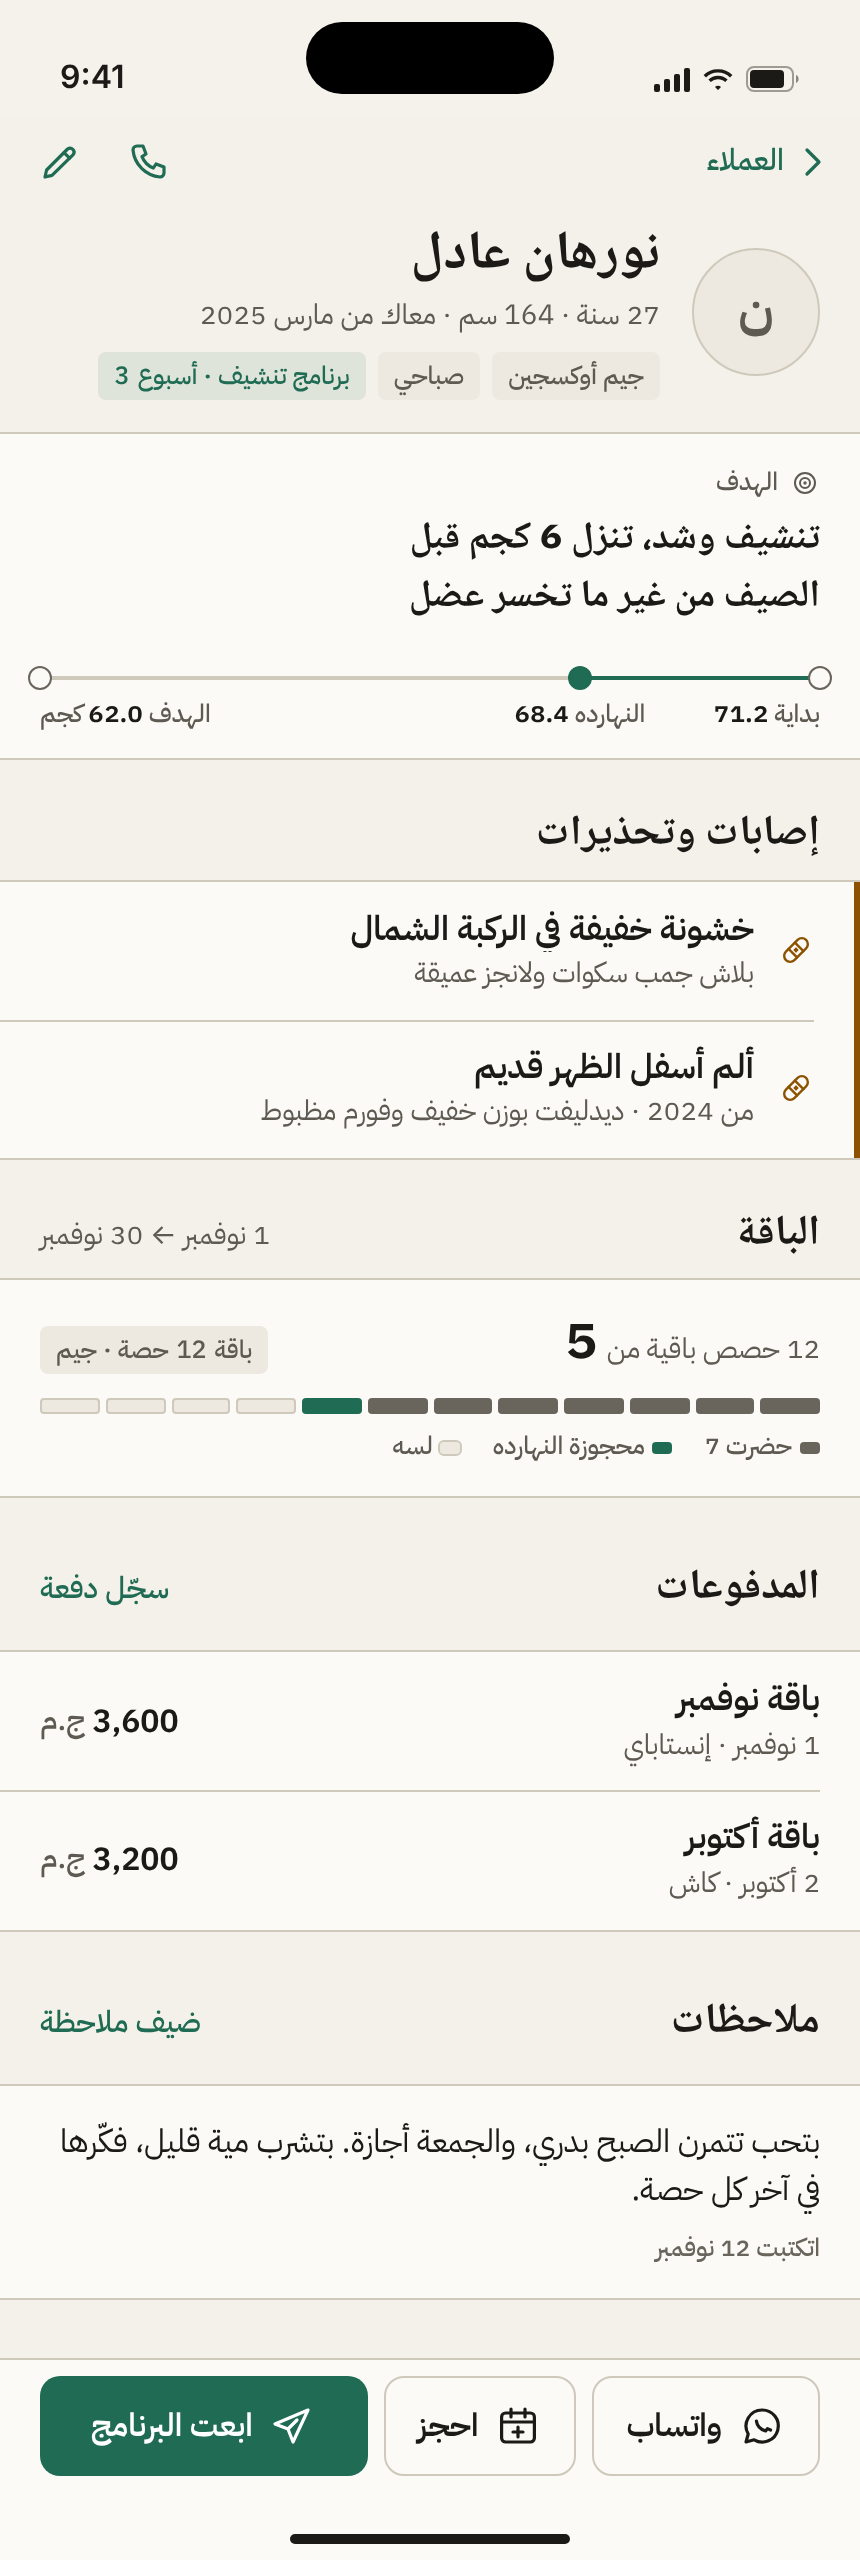 9:41
العملاء
نورهان عادل
27 سنة · 164 سم · معاك من مارس 2025
جيم أوكسجين
صباحي
برنامج تنشيف · أسبوع 3
ن
الهدف
تنشيف وشد، تنزل 6 كجم قبل
الصيف من غير ما تخسر عضل
بداية 71.2
النهارده 68.4
الهدف 62.0 كجم
إصابات وتحذيرات
خشونة خفيفة في الركبة الشمال
بلاش جمب سكوات ولانجز عميقة
ألم أسفل الظهر قديم
من 2024 · ديدليفت بوزن خفيف وفورم مظبوط
الباقة
1 نوفمبر ← 30 نوفمبر
12 حصص باقية من 5
باقة 12 حصة · جيم
حضرت 7
محجوزة النهارده
لسه
المدفوعات
سجّل دفعة
باقة نوفمبر
1 نوفمبر · إنستاباي
3,600 ج.م
باقة أكتوبر
2 أكتوبر · كاش
3,200 ج.م
ملاحظات
ضيف ملاحظة
بتحب تتمرن الصبح بدري، والجمعة أجازة. بتشرب مية قليل، فكّرها
في آخر كل حصة.
اتكتبت 12 نوفمبر
واتساب
احجز
ابعت البرنامج